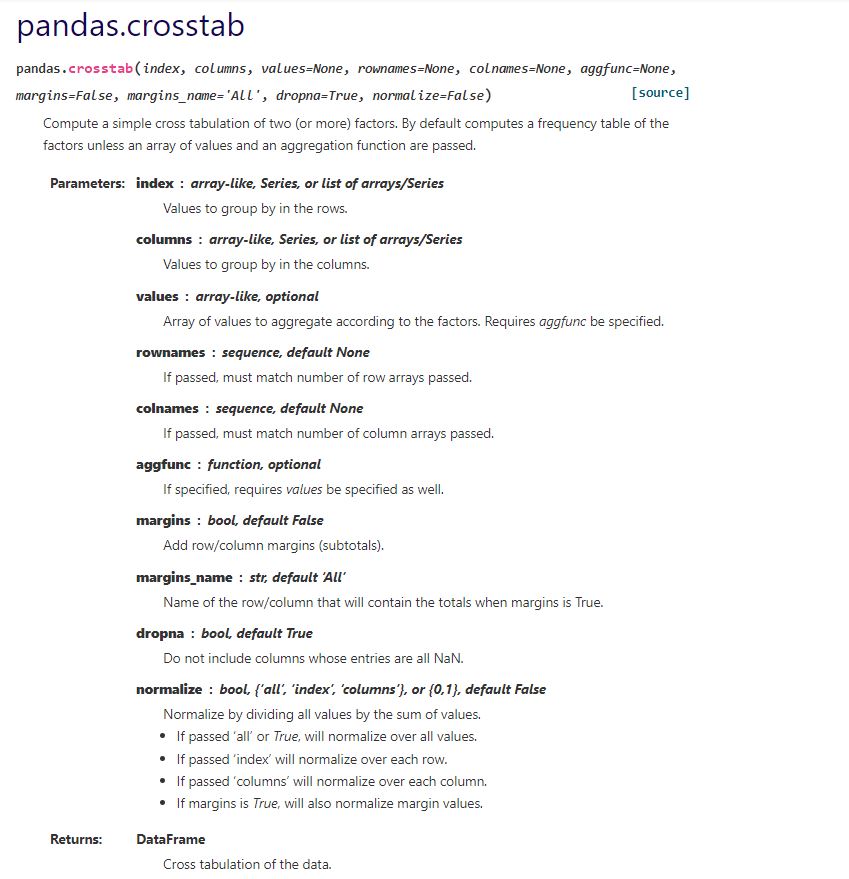 pandas.crosstab
pandas.crosstab(index, columns, values=None, rownames=None, colnames=None, aggfunc=None,
margins=False, margins_name='All', dropna=True, normalize=False) [source]
Compute a simple cross tabulation of two (or more) factors. By default computes a frequency table of the
factors unless an array of values and an aggregation function are passed.
Parameters: index : array-like, Series, or list of arrays/Series
Values to group by in the rows.
columns : array-like, Series, or list of arrays/Series
Values to group by in the columns.
values : array-like, optional
Array of values to aggregate according to the factors. Requires aggfunc be specified.
rownames : sequence, default None
If passed, must match number of row arrays passed.
colnames : sequence, default None
If passed, must match number of column arrays passed.
aggfunc : function, optional
If specified, requires values be specified as well.
margins : bool, default False
Add row/column margins (subtotals).
margins_name : str, default ‘All’
Name of the row/column that will contain the totals when margins is True.
dropna : bool, default True
Do not include columns whose entries are all NaN.
normalize : bool, {‘all’, ‘index’, ‘columns’}, or {0,1}, default False
Normalize by dividing all values by the sum of values.
• If passed ‘all’ or True, will normalize over all values.
• If passed ‘index’ will normalize over each row.
• If passed ‘columns’ will normalize over each column.
• If margins is True, will also normalize margin values.
Returns: DataFrame
Cross tabulation of the data.